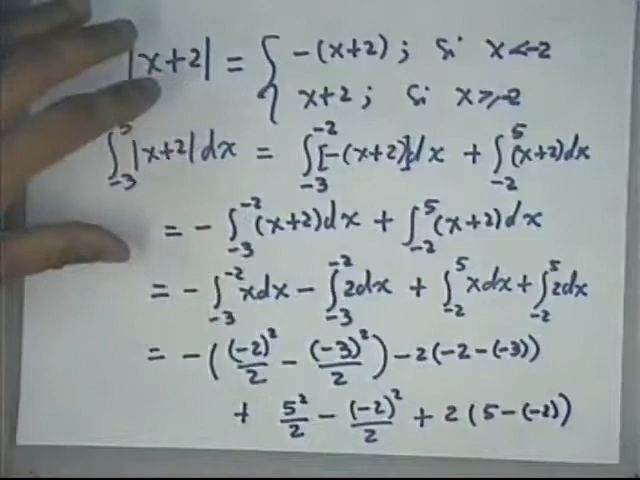 |x+2| = { -(x+2) ; si x<-2
x+2 ; si x≥-2
∫_{-3}^{5} |x+2| dx = ∫_{-3}^{-2} [-(x+2)] dx + ∫_{-2}^{5} (x+2) dx
= - ∫_{-3}^{-2} (x+2) dx + ∫_{-2}^{5} (x+2) dx
= - ∫_{-3}^{-2} x dx - ∫_{-3}^{-2} 2 dx + ∫_{-2}^{5} x dx + ∫_{-2}^{5} 2 dx
= - ( (-2)²/2 - (-3)²/2 ) - 2 (-2 - (-3))
+ 5²/2 - (-2)²/2 + 2 (5 - (-2))